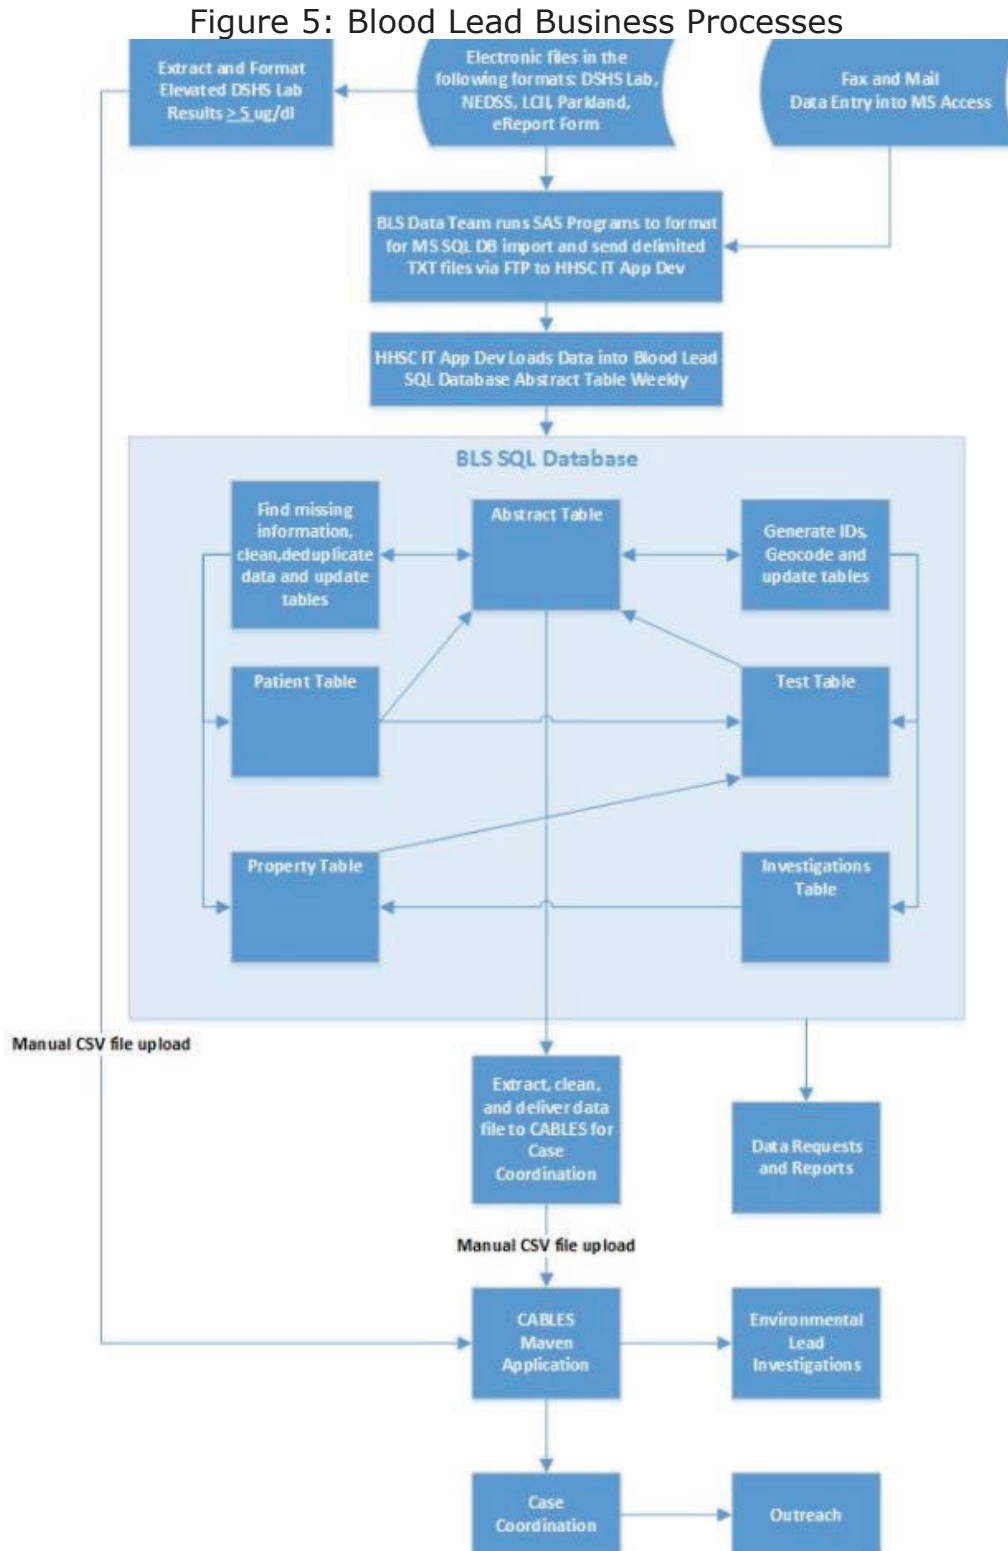 Figure 5: Blood Lead Business Processes
Extract and Format
Elevated DSHS Lab
Results > 5 ug/dl
Electronic files in the
following formats: DSHS Lab,
NEDSS, LCII, Parkland,
eReport Form
Fax and Mail
Data Entry into MS Access
BLS Data Team runs SAS Programs to format
for MS SQL DB import and send delimited
TXT files via FTP to HHSC IT App Dev
HHSC IT App Dev Loads Data into Blood Lead
SQL Database Abstract Table Weekly
BLS SQL Database
Find missing
information,
clean,deduplicate
data and update
tables
Abstract Table
Generate IDs,
Geocode and
update tables
Patient Table
Test Table
Property Table
Investigations
Table
Manual CSV file upload
Extract, clean,
and deliver data
file to CABLES for
Case
Coordination
Data Requests
and Reports
Manual CSV file upload
CABLES
Maven
Application
Environmental
Lead
Investigations
Case
Coordination
Outreach